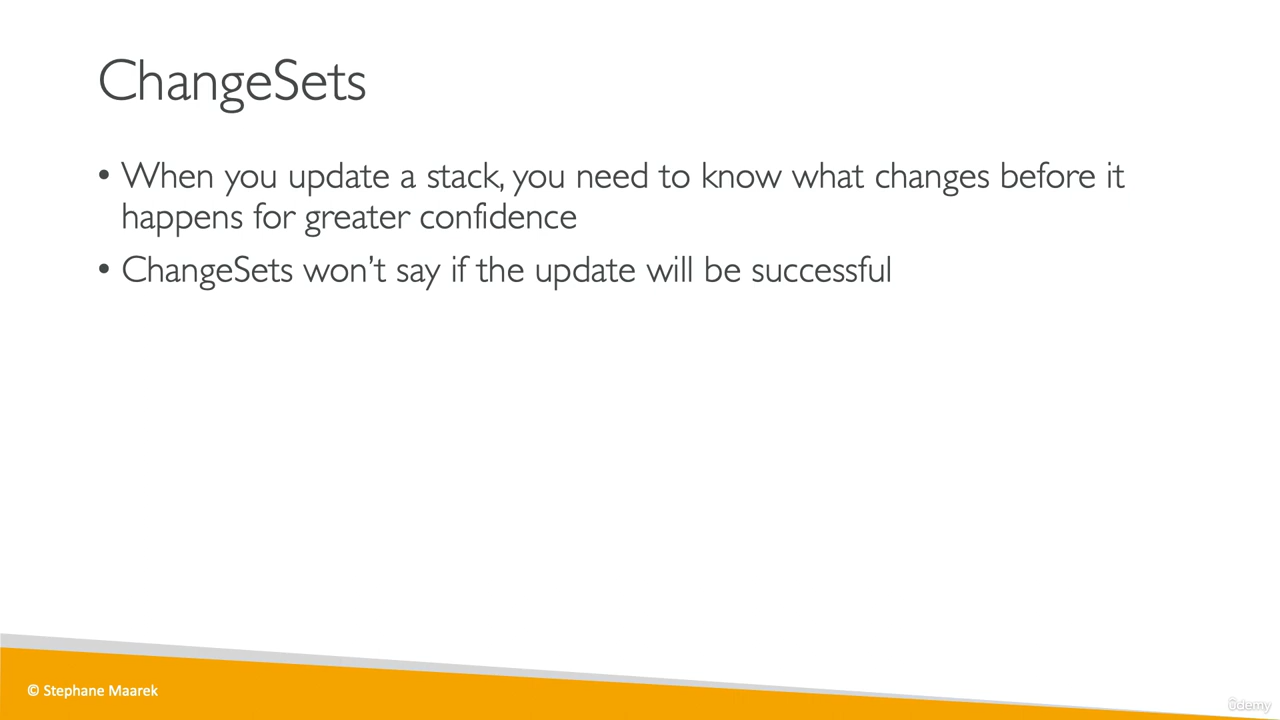 ChangeSets
• When you update a stack, you need to know what changes before it
happens for greater confidence
• ChangeSets won’t say if the update will be successful
© Stephane Maarek
ûdemy